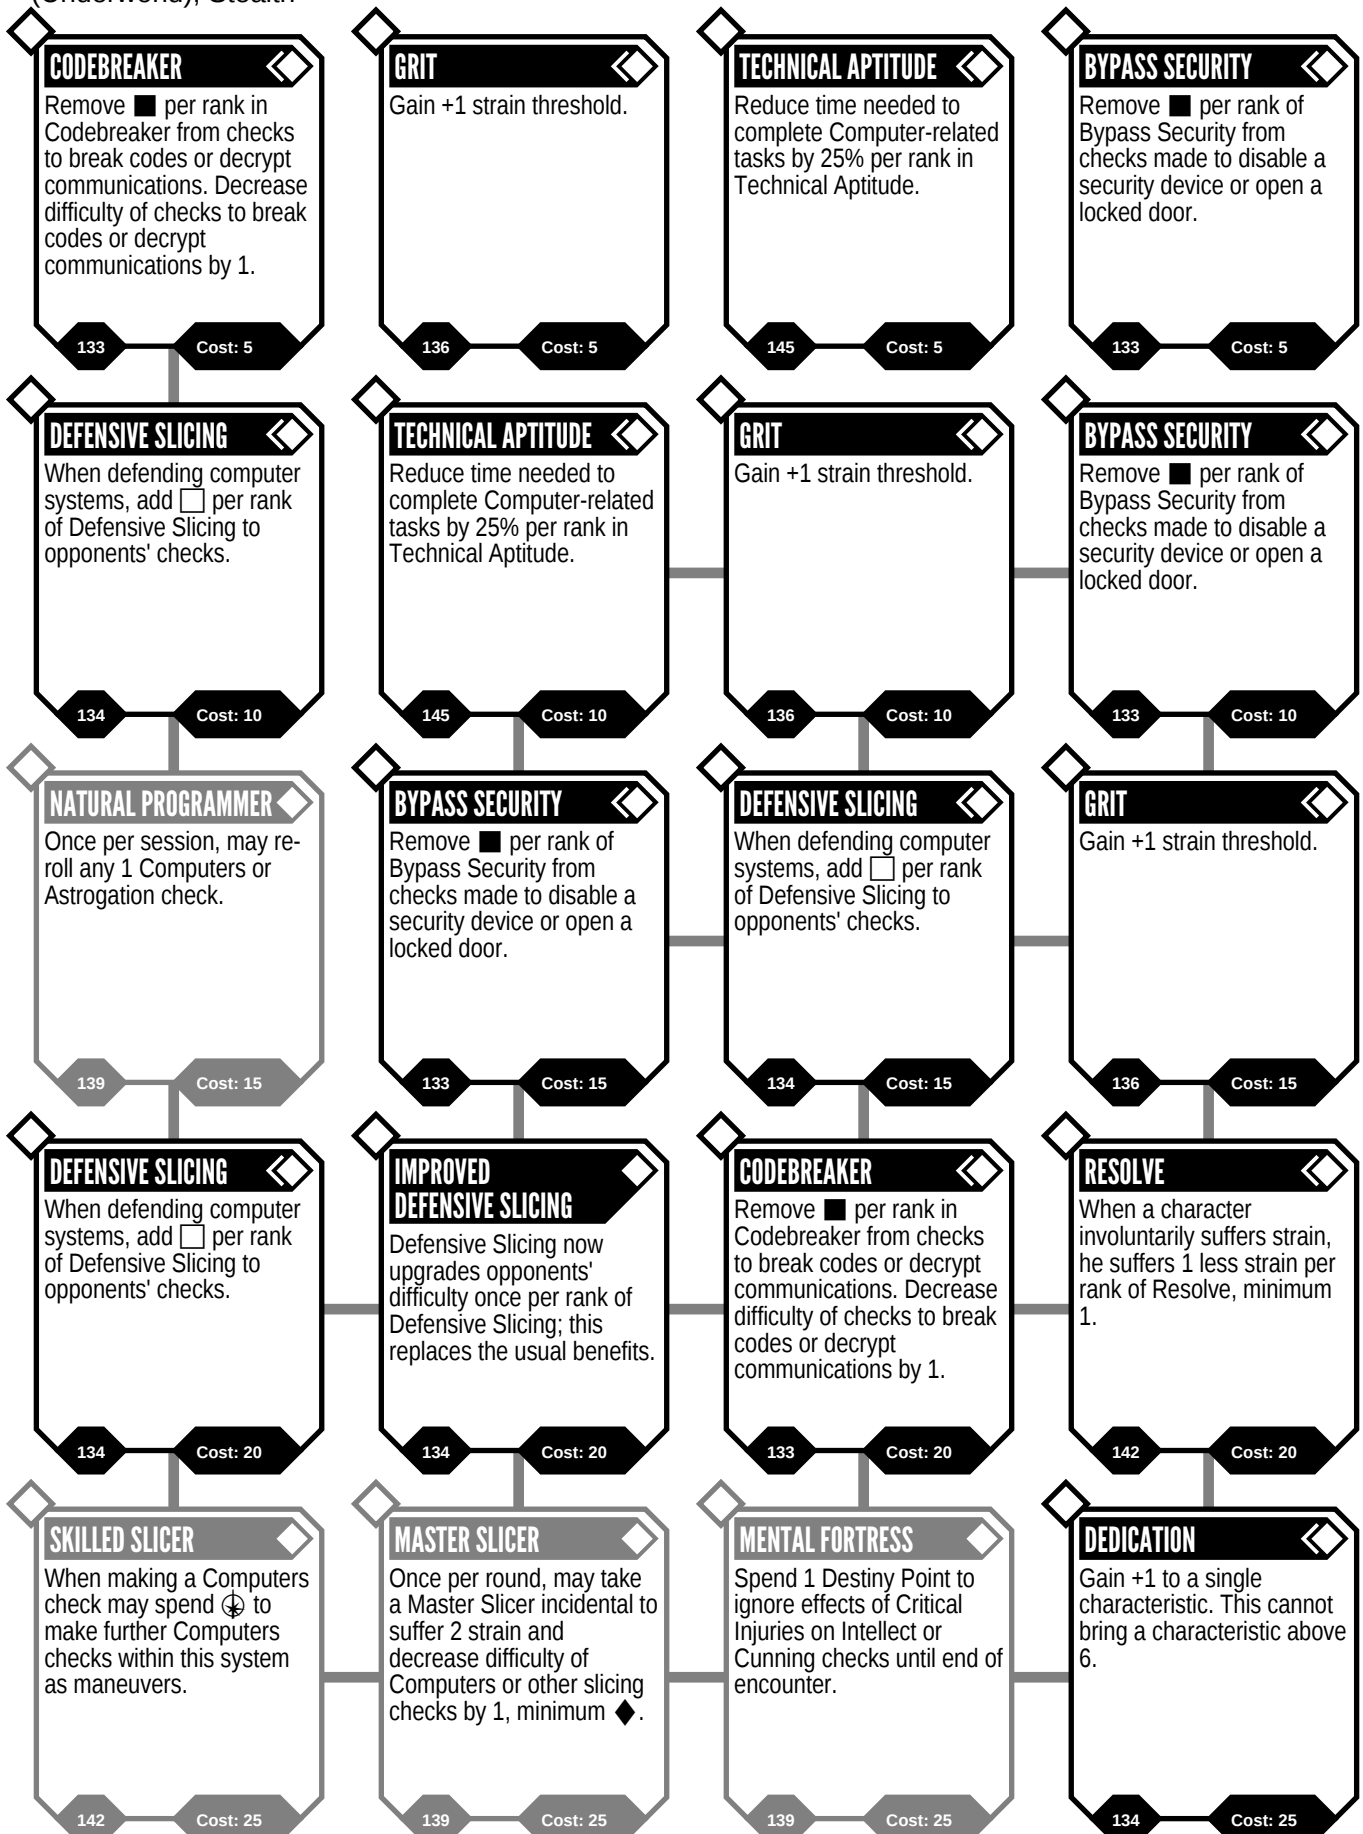 (Underworld), Stealth
CODEBREAKER
Remove ■ per rank in
Codebreaker from checks
to break codes or decrypt
communications. Decrease
difficulty of checks to break
codes or decrypt
communications by 1.
133
Cost: 5
GRIT
Gain +1 strain threshold.
136
Cost: 5
TECHNICAL APTITUDE
Reduce time needed to
complete Computer-related
tasks by 25% per rank in
Technical Aptitude.
145
Cost: 5
BYPASS SECURITY
Remove ■ per rank of
Bypass Security from
checks made to disable a
security device or open a
locked door.
133
Cost: 5
DEFENSIVE SLICING
When defending computer
systems, add □ per rank
of Defensive Slicing to
opponents' checks.
134
Cost: 10
TECHNICAL APTITUDE
Reduce time needed to
complete Computer-related
tasks by 25% per rank in
Technical Aptitude.
145
Cost: 10
GRIT
Gain +1 strain threshold.
136
Cost: 10
BYPASS SECURITY
Remove ■ per rank of
Bypass Security from
checks made to disable a
security device or open a
locked door.
133
Cost: 10
NATURAL PROGRAMMER
Once per session, may re-
roll any 1 Computers or
Astrogation check.
139
Cost: 15
BYPASS SECURITY
Remove ■ per rank of
Bypass Security from
checks made to disable a
security device or open a
locked door.
133
Cost: 15
DEFENSIVE SLICING
When defending computer
systems, add □ per rank
of Defensive Slicing to
opponents' checks.
134
Cost: 15
GRIT
Gain +1 strain threshold.
136
Cost: 15
DEFENSIVE SLICING
When defending computer
systems, add □ per rank
of Defensive Slicing to
opponents' checks.
134
Cost: 20
IMPROVED
DEFENSIVE SLICING
Defensive Slicing now
upgrades opponents'
difficulty once per rank of
Defensive Slicing; this
replaces the usual benefits.
134
Cost: 20
CODEBREAKER
Remove ■ per rank in
Codebreaker from checks
to break codes or decrypt
communications. Decrease
difficulty of checks to break
codes or decrypt
communications by 1.
133
Cost: 20
RESOLVE
When a character
involuntarily suffers strain,
he suffers 1 less strain per
rank of Resolve, minimum
1.
142
Cost: 20
SKILLED SLICER
When making a Computers
check may spend to
make further Computers
checks within this system
as maneuvers.
142
Cost: 25
MASTER SLICER
Once per round, may take
a Master Slicer incidental to
suffer 2 strain and
decrease difficulty of
Computers or other slicing
checks by 1, minimum ♦.
139
Cost: 25
MENTAL FORTRESS
Spend 1 Destiny Point to
ignore effects of Critical
Injuries on Intellect or
Cunning checks until end of
encounter.
139
Cost: 25
DEDICATION
Gain +1 to a single
characteristic. This cannot
bring a characteristic above
6.
134
Cost: 25